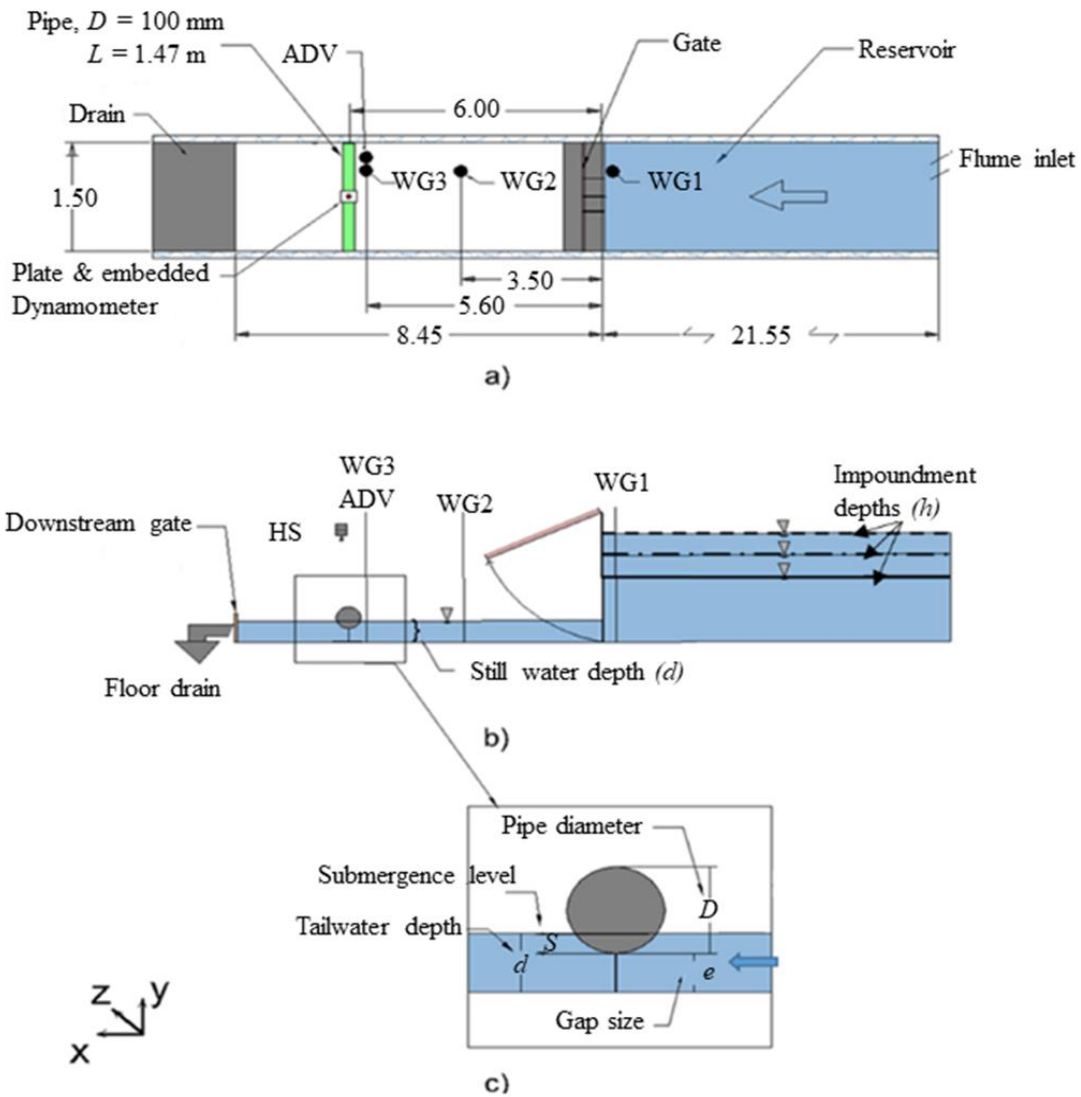 Pipe, D = 100 mm
L = 1.47 m
ADV
Gate
Reservoir
Drain
6.00
Flume inlet
WG3
WG2
WG1
1.50
Plate & embedded
Dynamometer
3.50
5.60
8.45
21.55
a)
WG3
ADV
WG2
WG1
Impoundment
depths (h)
Downstream gate
HS
Still water depth (d)
Floor drain
b)
Pipe diameter
Submergence level
Tailwater depth
D
S
d
e
Gap size
z
y
x
c)